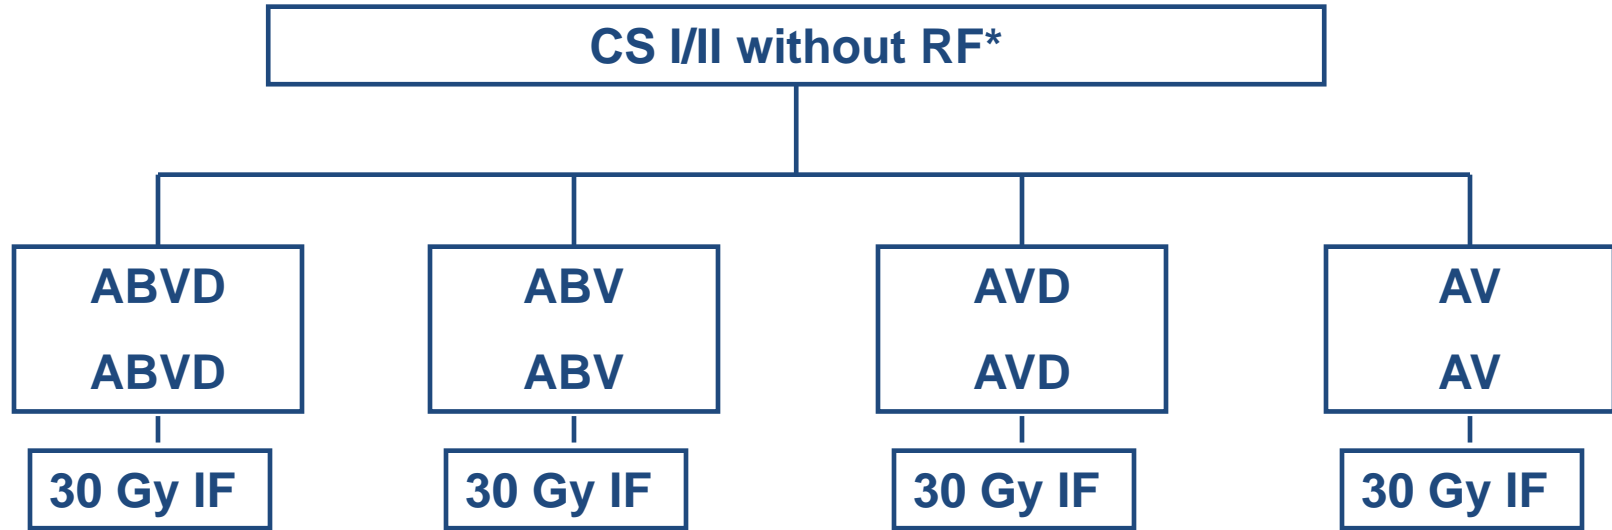 CS I/II without RF*
ABVD
ABVD
ABV
ABV
AVD
AVD
AV
AV
30 Gy IF
30 Gy IF
30 Gy IF
30 Gy IF